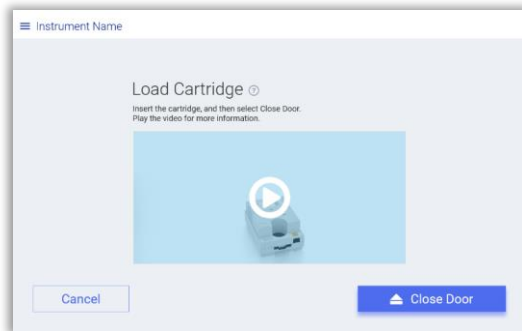 Instrument Name
Load Cartridge
Insert the cartridge, and then select Close Door.
Play the video for more information.
Cancel
Close Door